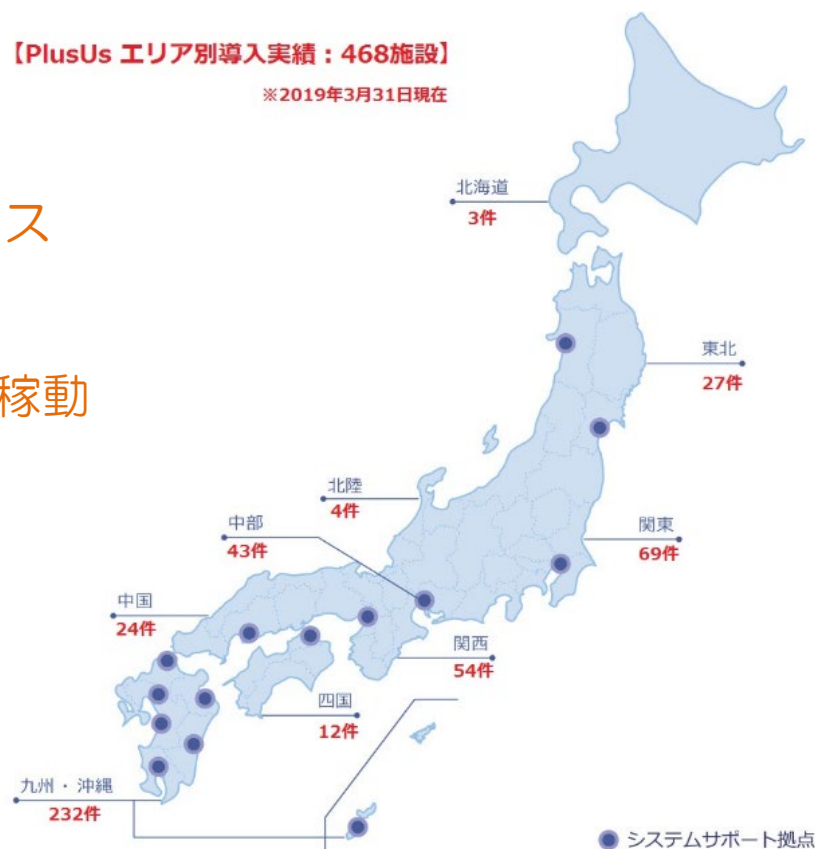 【PlusUs エリア別導入実績：468施設】
※2019年3月31日現在
ス
稼動
北海道
3件
東北
27件
北陸
4件
中部
43件
関東
69件
中国
24件
関西
54件
四国
12件
九州・沖縄
232件
システムサポート拠点